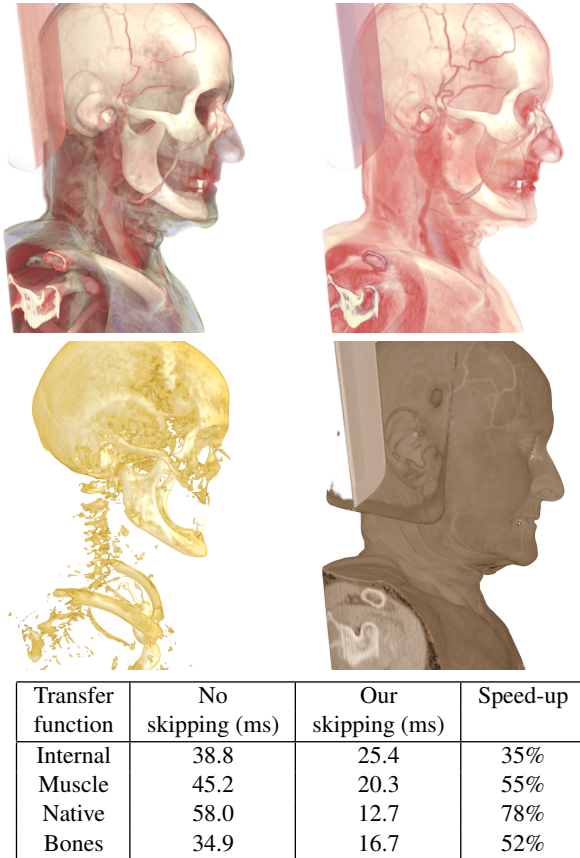 Transfer No Our Speed-up
function skipping (ms) skipping (ms)
Internal 38.8 25.4 35%
Muscle 45.2 20.3 55%
Native 58.0 12.7 78%
Bones 34.9 16.7 52%